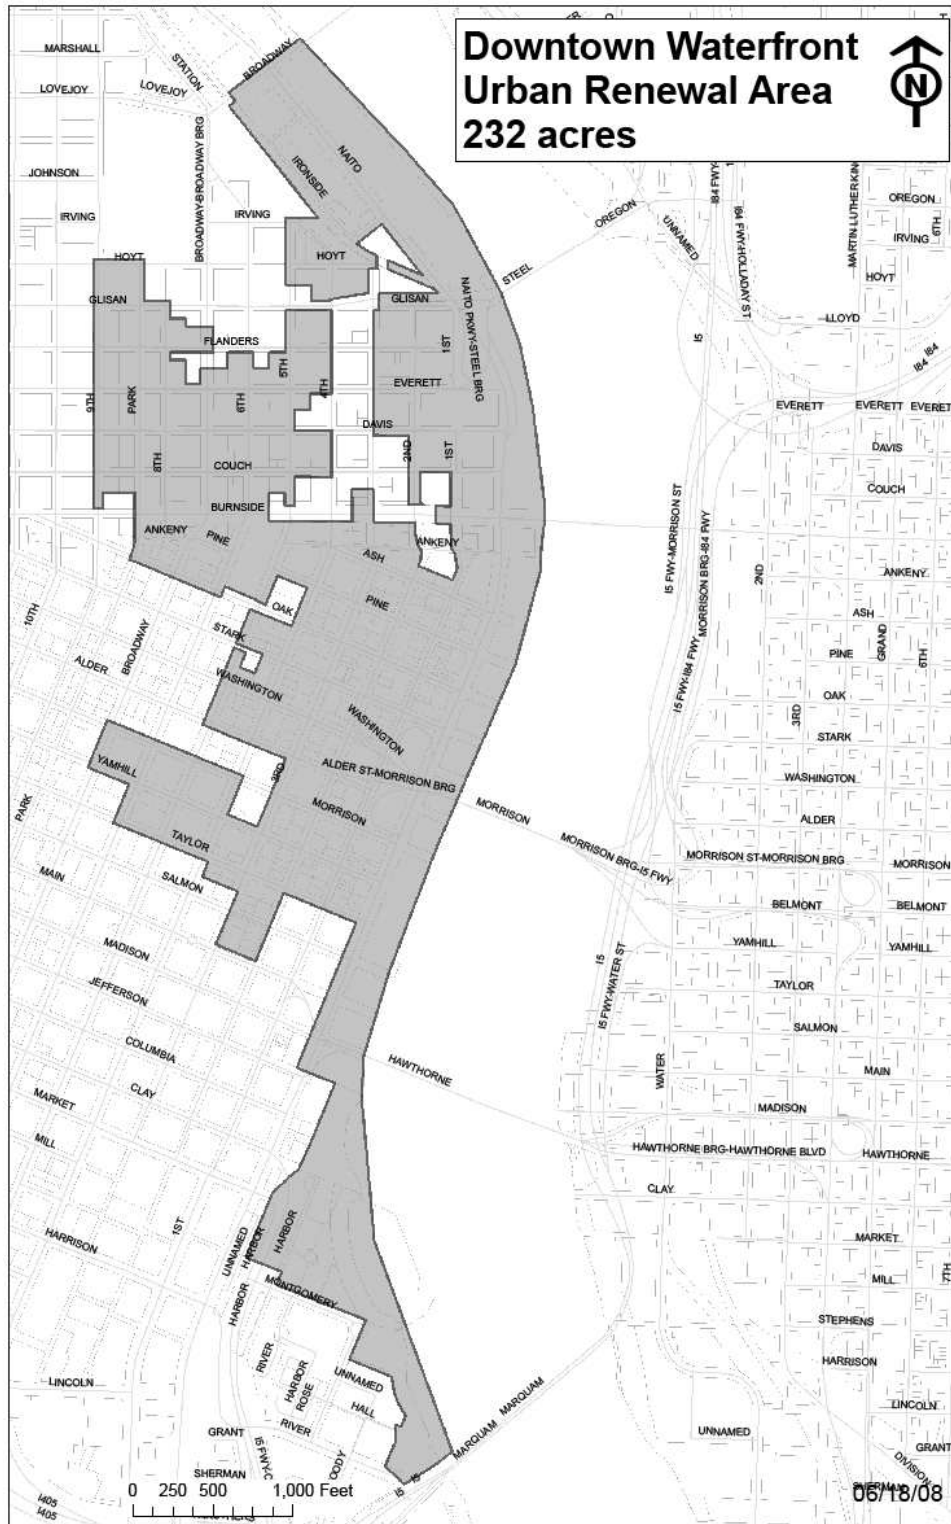 Downtown Waterfront
Urban Renewal Area
232 acres
N
MARSHALL
STATION
BROADWAY
LOVEJOY
LOVEJOY
NAITO
IRONSIDE
BROADWAY-BROADWAY BRG
JOHNSON
IRVING
IRVING
HOYT
HOYT
OREGON
UNNAMED
I84 FWY-HOLLADAY ST
MARTIN LUTHER KING
OREGON
6TH
IRVING
HOYT
STEEL
GLISAN
GLISAN
NAITO PKWY-STEEL BRG
LLOYD
I5
I84
I84
FLANDERS
1ST
5TH
EVERETT
9TH
PARK
6TH
4TH
EVERETT
EVERETT
EVERET
DAVIS
DAVIS
2ND
1ST
8TH
COUCH
COUCH
BURNSIDE
I5 FWY-MORRISON ST
MORRISON BRG-I84 FWY
ANKENY
PINE
ASH
ANKENY
2ND
ANKENY
10TH
OAK
PINE
ASH
STARK
GRAND
BROADWAY
ALDER
PINE
6TH
I5 FWY-I84 FWY
WASHINGTON
OAK
WASHINGTON
3RD
STARK
YAMHILL
3RD
ALDER ST-MORRISON BRG
WASHINGTON
PARK
MORRISON
MORRISON
ALDER
TAYLOR
MORRISON BRG-I5 FWY
MORRISON ST-MORRISON BRG
MORRISON
MAIN
SALMON
BELMONT
BELMONT
MADISON
YAMHILL
YAMHILL
I5
I5 FWY-WATER ST
JEFFERSON
TAYLOR
COLUMBIA
SALMON
HAWTHORNE
WATER
MAIN
CLAY
MARKET
MADISON
MILL
HAWTHORNE BRG-HAWTHORNE BLVD
HAWTHORNE
CLAY
1ST
HARRISON
UNNAMED
HARBOR
HARBOR
MARKET
7TH
MILL
HARBOR
MONTGOMERY
STEPHENS
RIVER
HARRISON
LINCOLN
HARBOR
ROSE
UNNAMED
HALL
MARQUAM
MARQUAM
LINCOLN
GRANT
RIVER
UNNAMED
GRANT
SHERMAN
I5
DIVISION
SHERMAN
0 250 500 1,000 Feet
06/18/08
I405
I405